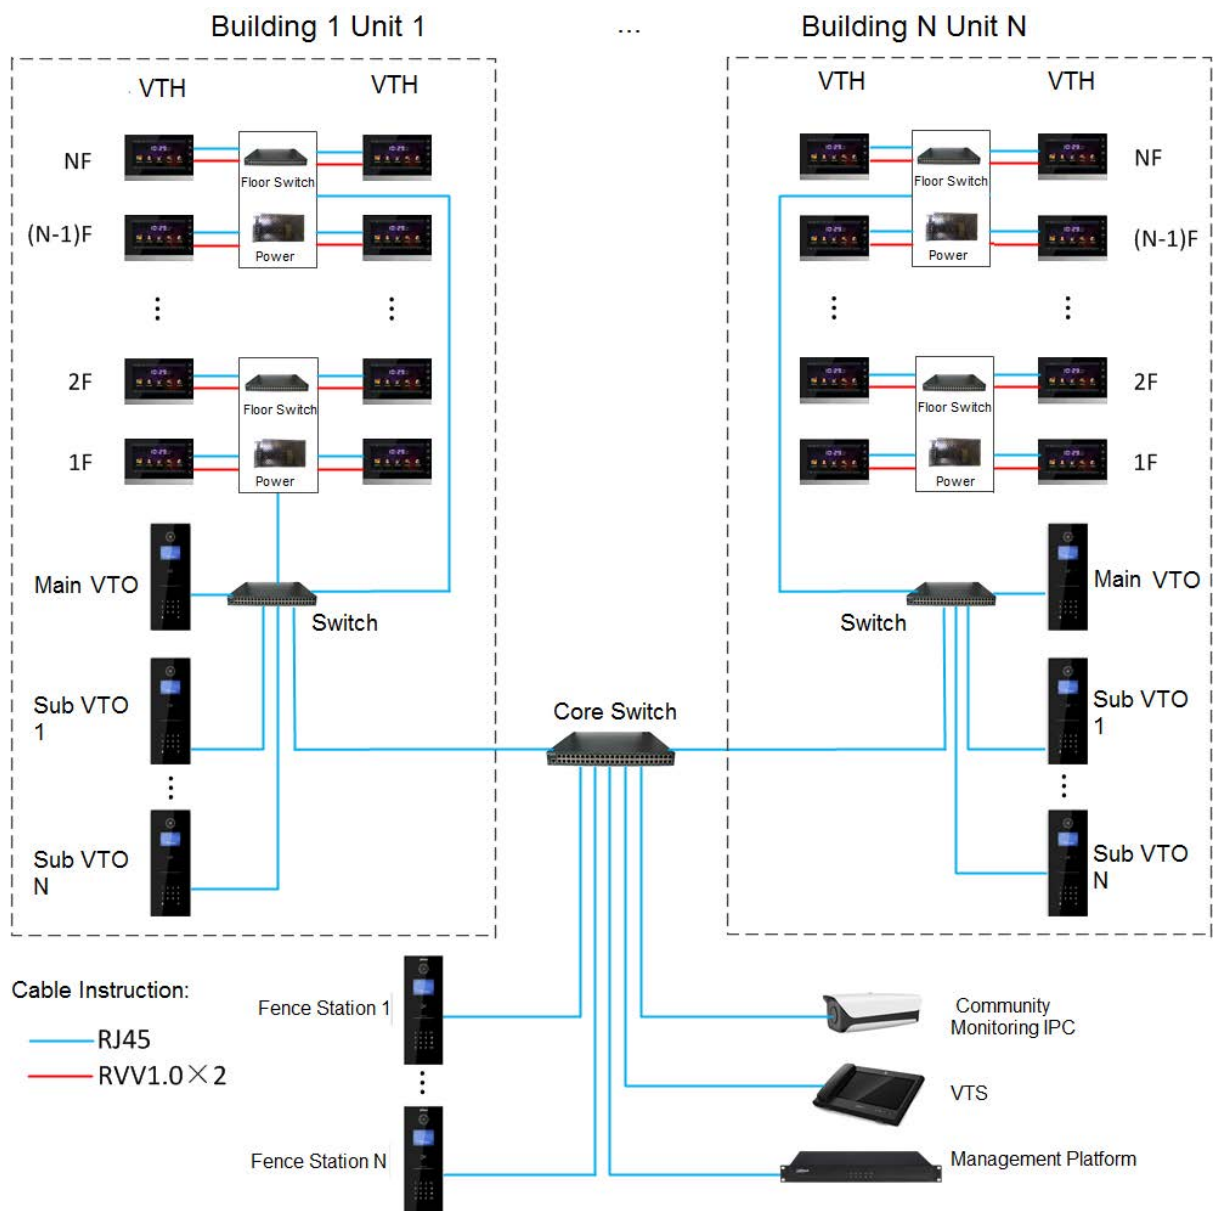 Building 1 Unit 1
...
Building N Unit N
VTH
VTH
VTH
VTH
NF
Floor Switch
(N-1)F
Power
2F
Floor Switch
1F
Power
Floor Switch
NF
Power
(N-1)F
Floor Switch
2F
Power
1F
Main VTO
Switch
Sub VTO
1
Sub VTO
N
Switch
Main VTO
Sub VTO
1
Sub VTO
N
Core Switch
Cable Instruction:
RJ45
RVV1.0×2
Fence Station 1
Fence Station N
Community
Monitoring IPC
VTS
Management Platform